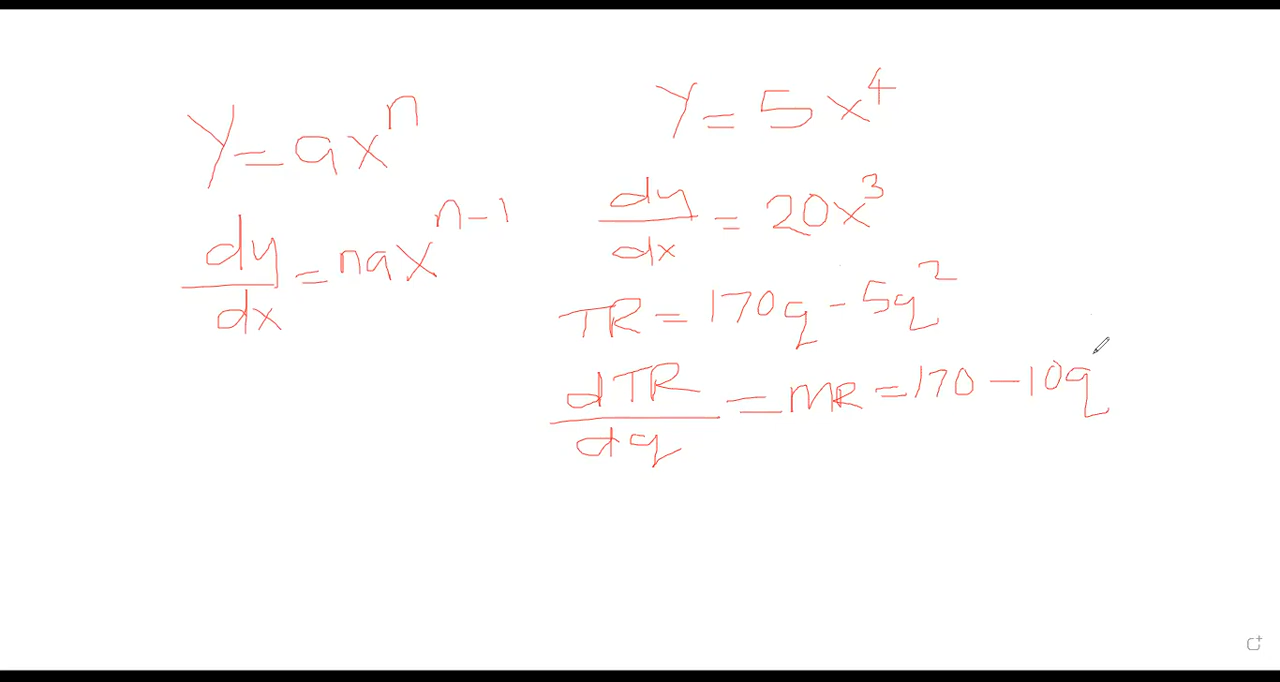 Y = ax^n
dy/dx = nax^(n-1)
Y = 5x^4
dy/dx = 20x^3
TR = 170q - 5q^2
dTR/dq = MR = 170 - 10q